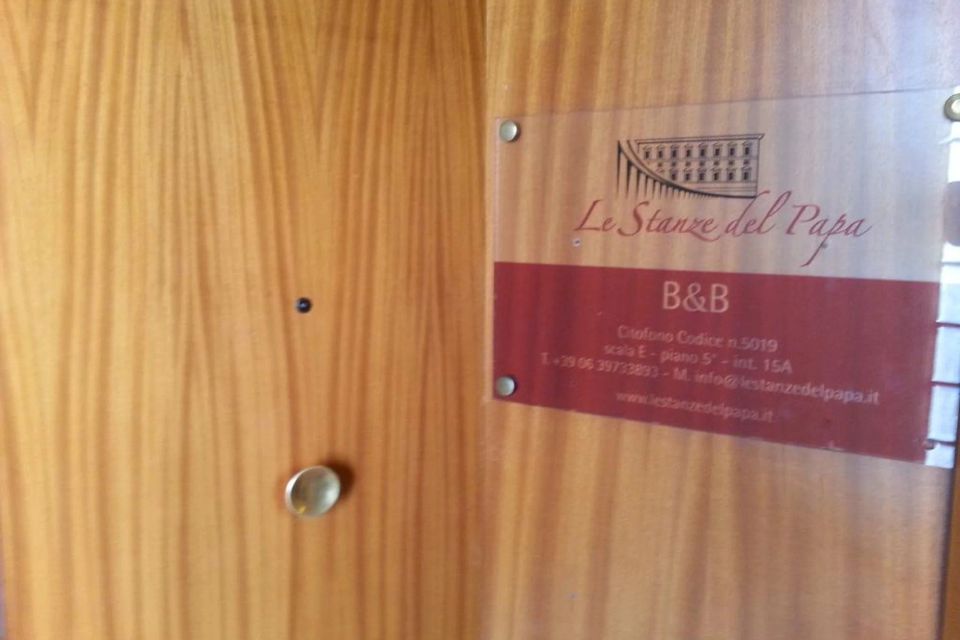 Le Stanze del Papa
B&B
Citofono Codice n.5019
scala E - piano 5° - int. 15A
T. +39 06 39733893 - M. info@lestanzedelpapa.it
www.lestanzedelpapa.it